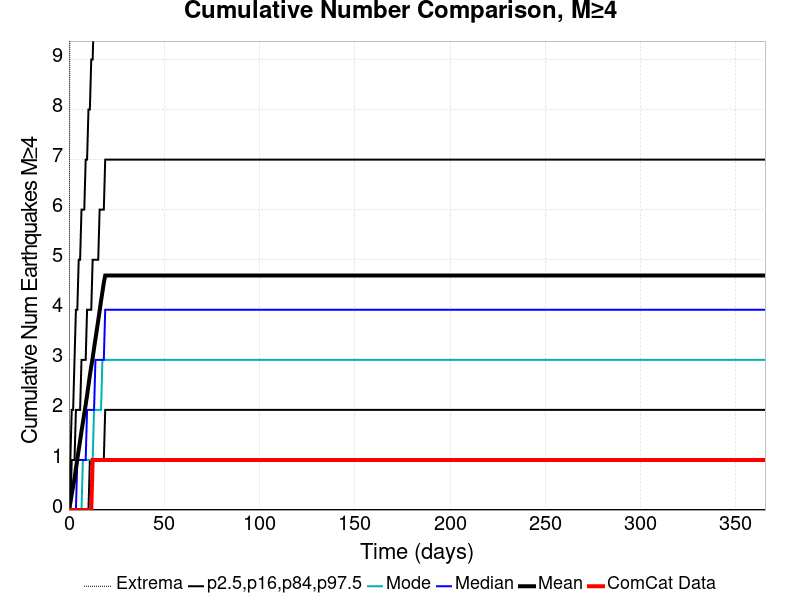 Cumulative Number Comparison, M≥4
Cumulative Num Earthquakes M≥4
9
8
7
6
5
4
3
2
1
0
0 50 100 150 200 250 300 350
Time (days)
Extrema p2.5,p16,p84,p97.5 Mode Median Mean ComCat Data